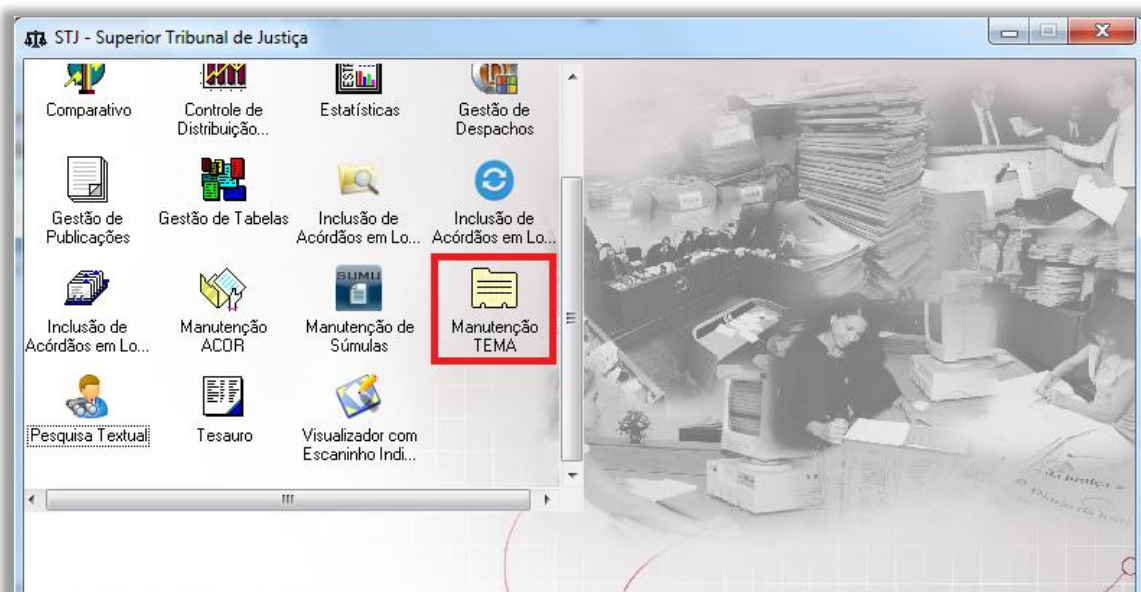 STJ - Superior Tribunal de Justiça
Comparativo
Controle de
Distribuição...
Estatísticas
Gestão de
Despachos
Gestão de
Publicações
Gestão de Tabelas
Inclusão de
Acórdãos em Lo...
Inclusão de
Acórdãos em Lo...
Inclusão de
Acórdãos em Lo...
Manutenção
ACOR
SUMU
Manutenção de
Súmulas
Manutenção
TEMA
Pesquisa Textual
Tesauro
Visualizador com
Escaninho Indi...